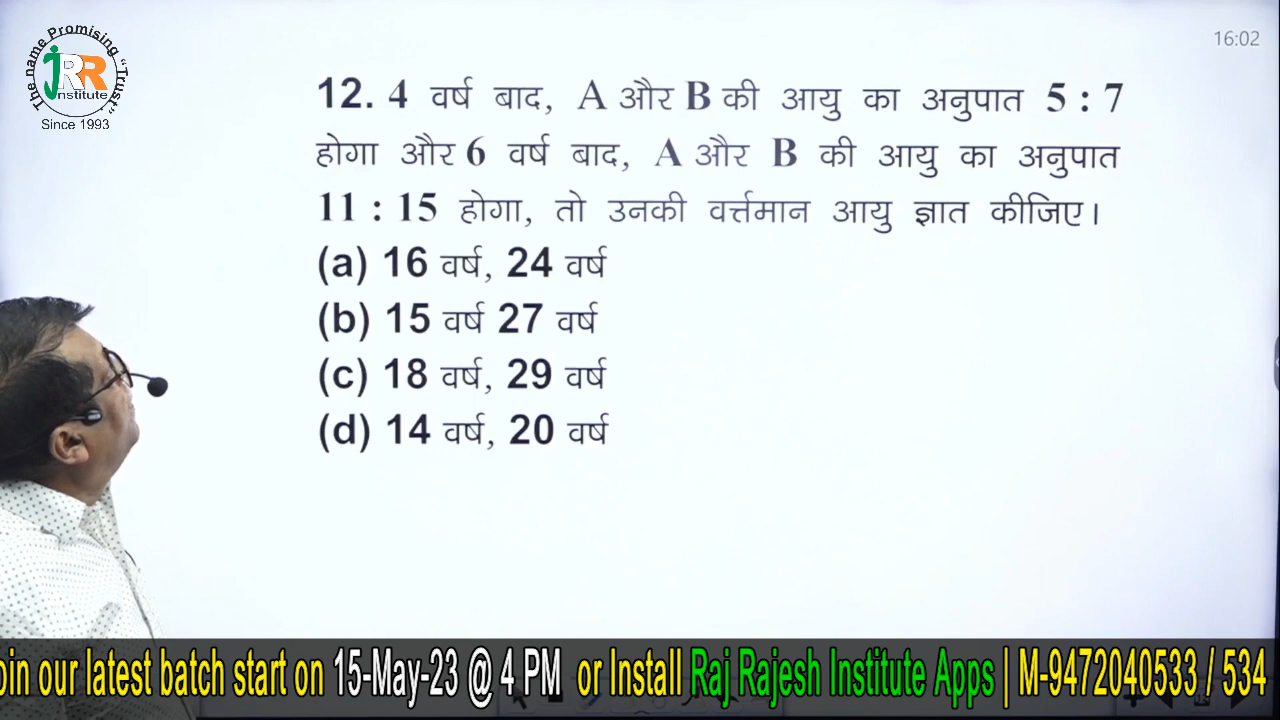 The name Promising "Trust"
JRR
Institute
Since 1993
16:02
12. 4 वर्ष बाद, A और B की आयु का अनुपात 5 : 7
होगा और 6 वर्ष बाद, A और B की आयु का अनुपात
11 : 15 होगा, तो उनकी वर्त्तमान आयु ज्ञात कीजिए।
(a) 16 वर्ष, 24 वर्ष
(b) 15 वर्ष 27 वर्ष
(c) 18 वर्ष, 29 वर्ष
(d) 14 वर्ष, 20 वर्ष
oin our latest batch start on 15-May-23 @ 4 PM or Install Raj Rajesh Institute Apps | M-9472040533 / 534